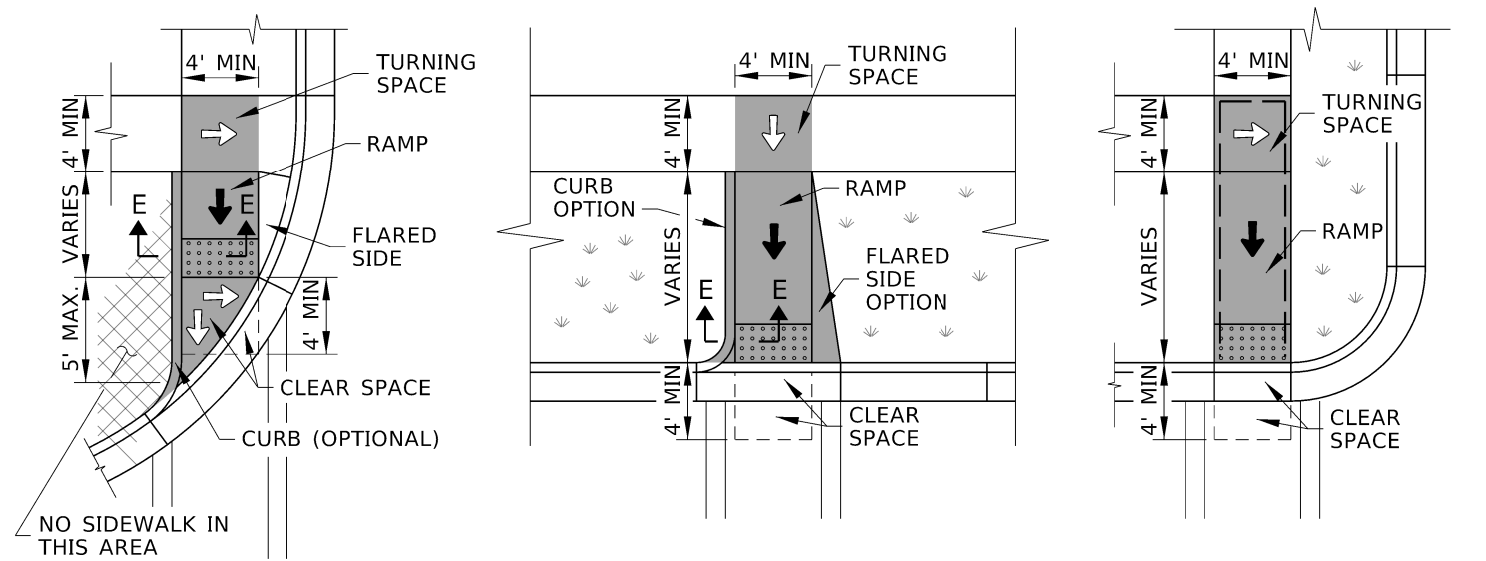 4' MIN
TURNING
SPACE
4' MIN
RAMP
VARIES
E
E
FLARED
SIDE
5' MAX.
4' MIN
CLEAR SPACE
CURB (OPTIONAL)
NO SIDEWALK IN
THIS AREA
4' MIN
TURNING
SPACE
4' MIN
CURB
OPTION
RAMP
VARIES
FLARED
SIDE
OPTION
E
E
4' MIN
CLEAR
SPACE
4' MIN
TURNING
SPACE
4' MIN
RAMP
VARIES
4' MIN
CLEAR
SPACE